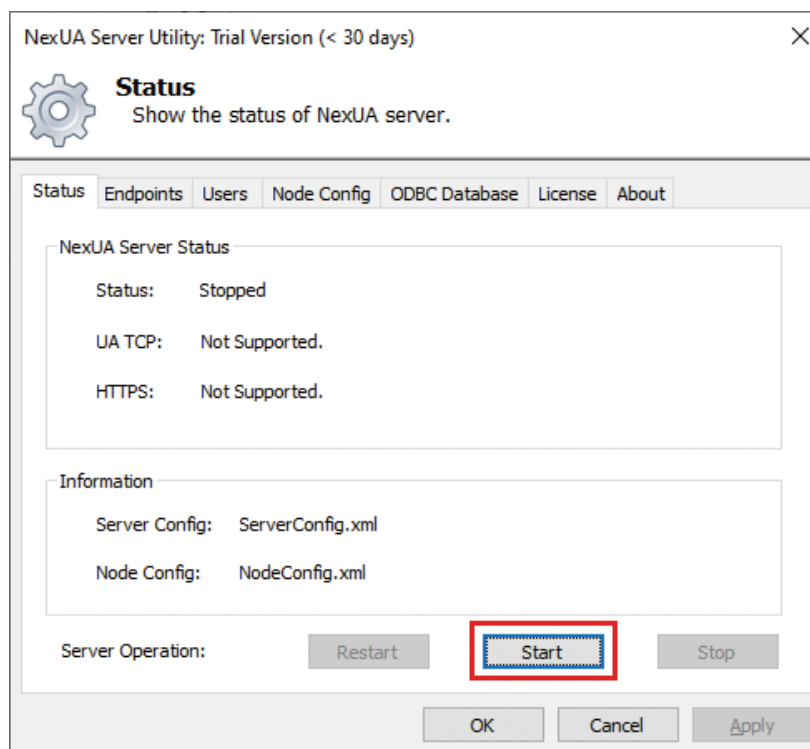 NexUA Server Utility: Trial Version (< 30 days)
Status
Show the status of NexUA server.
Status Endpoints Users Node Config ODBC Database License About
NexUA Server Status
Status: Stopped
UA TCP: Not Supported.
HTTPS: Not Supported.
Information
Server Config: ServerConfig.xml
Node Config: NodeConfig.xml
Server Operation: Restart Start Stop
OK Cancel Apply